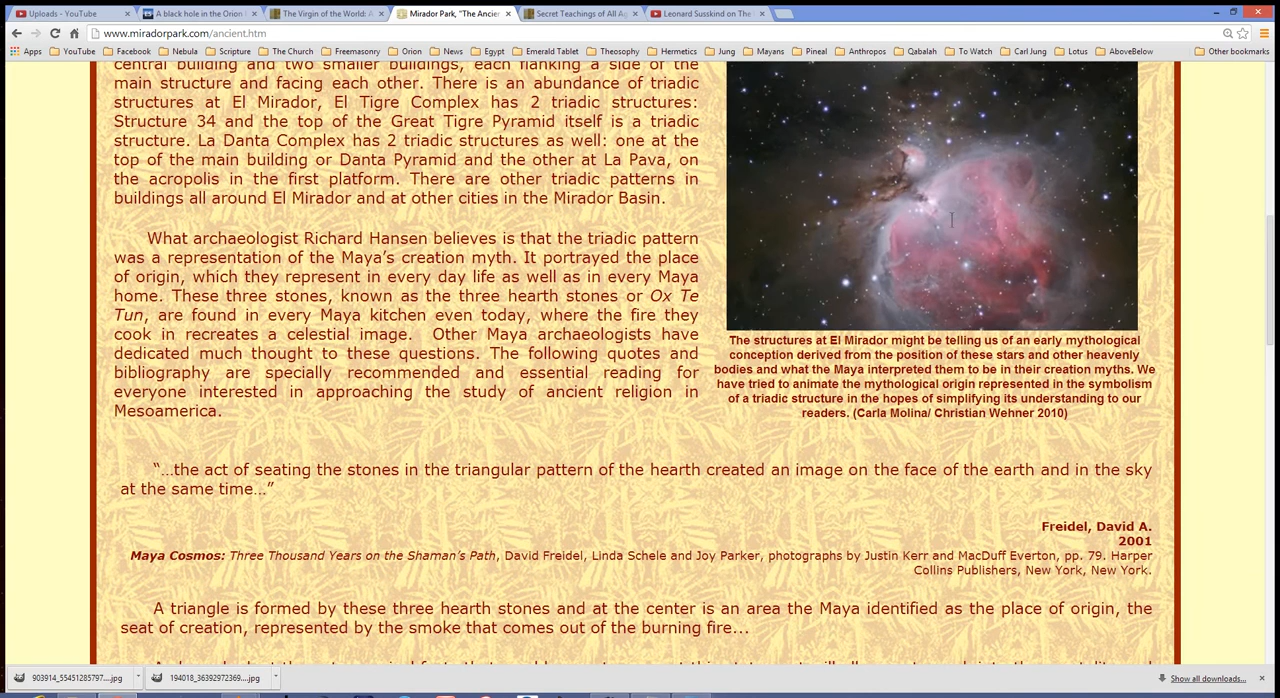 Uploads - YouTube
A black hole in the Orion
The Virgin of the World: A
Mirador Park, "The Ancie
Secret Teachings of All Ag
Leonard Susskind on The
www.miradorpark.com/ancient.htm
Apps YouTube Facebook Nebula Scripture The Church Freemasonry Orion News Egypt Emerald Tablet Theosophy Hermetics Jung Mayans Pineal Anthropos Qabalah To Watch Carl Jung Lotus AboveBelow Other bookmarks
central building and two smaller buildings, each flanking a side of the
main structure and facing each other. There is an abundance of triadic
structures at El Mirador, El Tigre Complex has 2 triadic structures:
Structure 34 and the top of the Great Tigre Pyramid itself is a triadic
structure. La Danta Complex has 2 triadic structures as well: one at the
top of the main building or Danta Pyramid and the other at La Pava, on
the acropolis in the first platform. There are other triadic patterns in
buildings all around El Mirador and at other cities in the Mirador Basin.
What archaeologist Richard Hansen believes is that the triadic pattern
was a representation of the Maya's creation myth. It portrayed the place
of origin, which they represent in every day life as well as in every Maya
home. These three stones, known as the three hearth stones or Ox Te
Tun, are found in every Maya kitchen even today, where the fire they
cook in recreates a celestial image. Other Maya archaeologists have
dedicated much thought to these questions. The following quotes and
bibliography are specially recommended and essential reading for
everyone interested in approaching the study of ancient religion in
Mesoamerica.
The structures at El Mirador might be telling us of an early mythological
conception derived from the position of these stars and other heavenly
bodies and what the Maya interpreted them to be in their creation myths. We
have tried to animate the mythological origin represented in the symbolism
of a triadic structure in the hopes of simplifying its understanding to our
readers. (Carla Molina/ Christian Wehner 2010)
"...the act of seating the stones in the triangular pattern of the hearth created an image on the face of the earth and in the sky
at the same time..."
Freidel, David A.
2001
Maya Cosmos: Three Thousand Years on the Shaman's Path, David Freidel, Linda Schele and Joy Parker, photographs by Justin Kerr and MacDuff Everton, pp. 79. Harper
Collins Publishers, New York, New York.
A triangle is formed by these three hearth stones and at the center is an area the Maya identified as the place of origin, the
seat of creation, represented by the smoke that comes out of the burning fire...
903914_55451285797....jpg
194018_36392972369....jpg
Show all downloads...